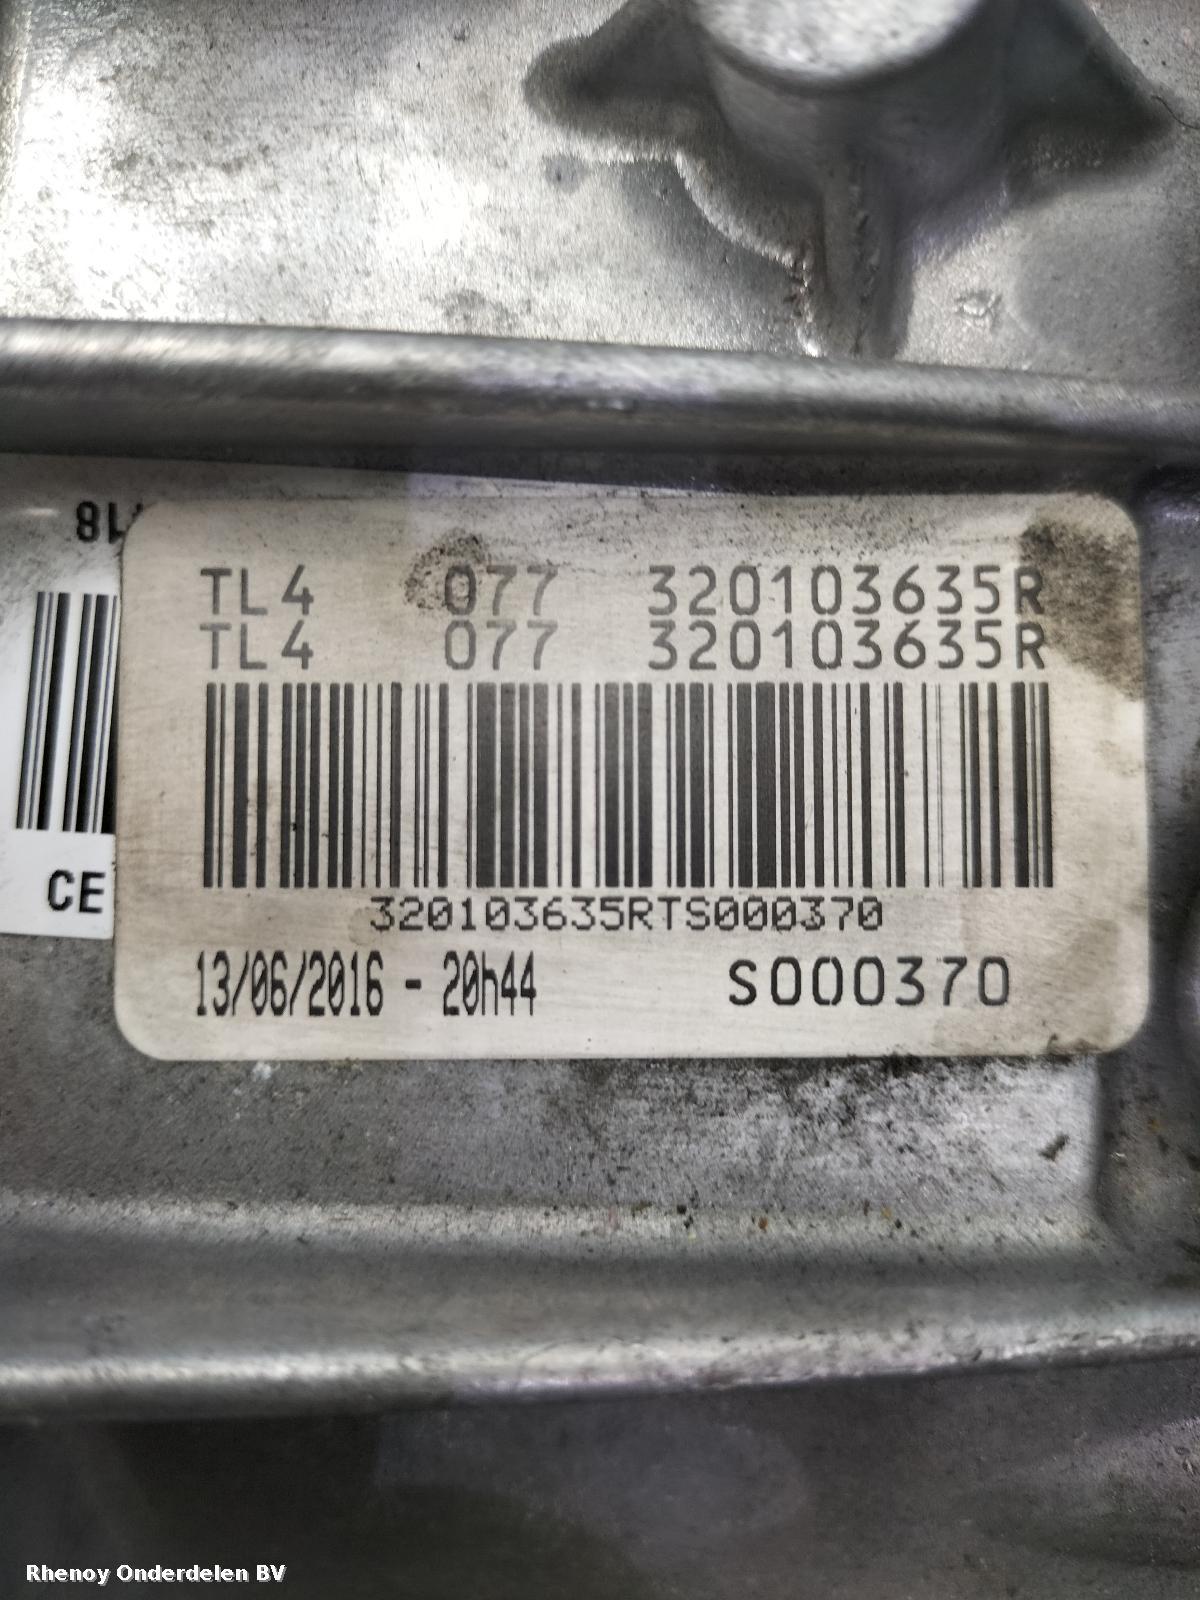 18
TL4 077 320103635R
TL4 077 320103635R
320103635RTS000370
13/06/2016 - 20h44 S000370
CE
Rhenoy Onderdelen BV